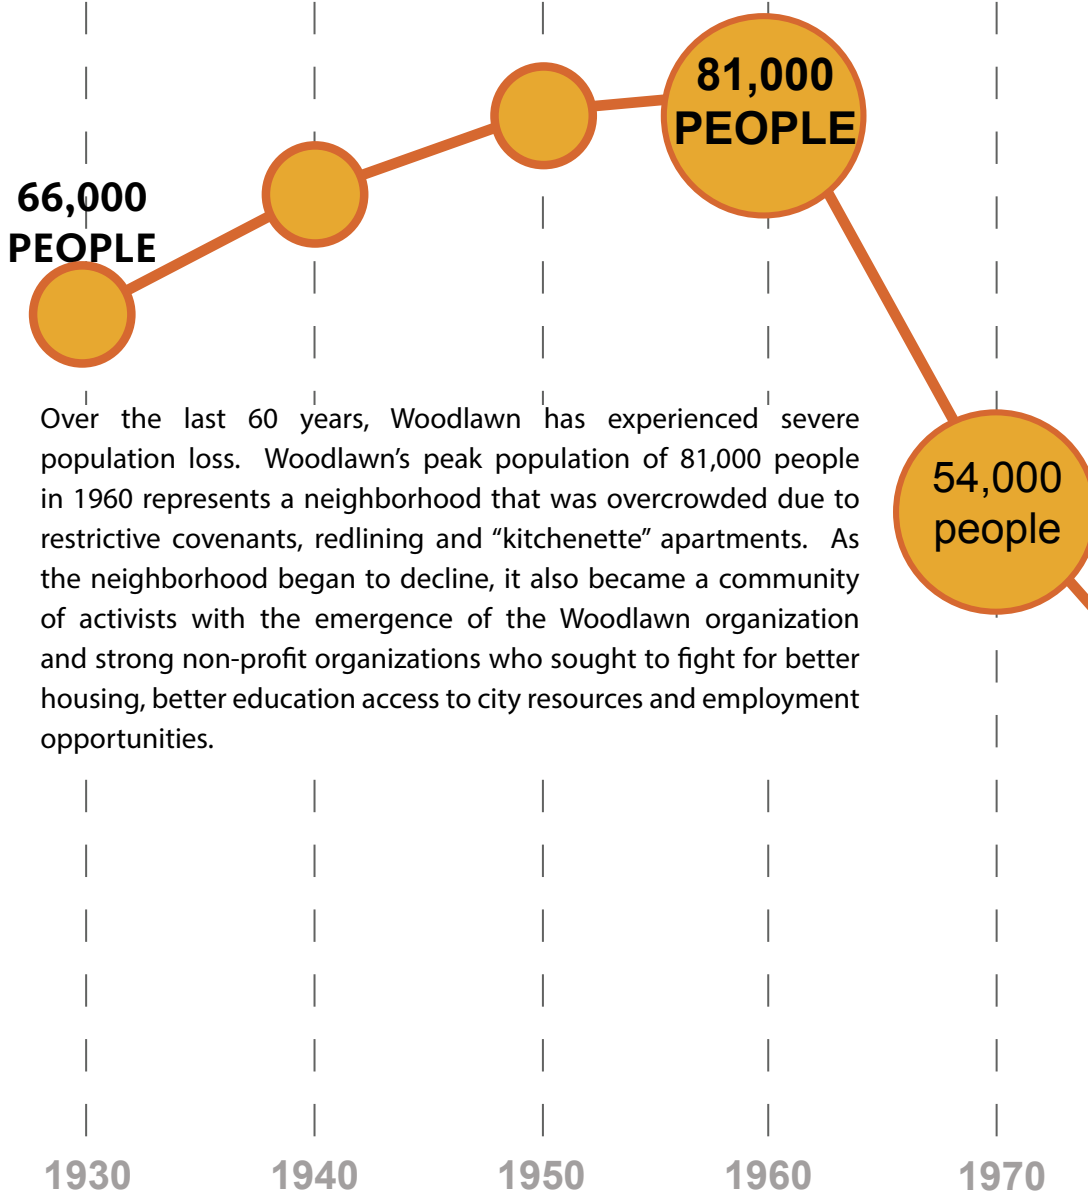 81,000
PEOPLE
66,000
PEOPLE
Over the last 60 years, Woodlawn has experienced severe
population loss. Woodlawn’s peak population of 81,000 people
in 1960 represents a neighborhood that was overcrowded due to
restrictive covenants, redlining and “kitchenette” apartments. As
the neighborhood began to decline, it also became a community
of activists with the emergence of the Woodlawn organization
and strong non-profit organizations who sought to fight for better
housing, better education access to city resources and employment
opportunities.
54,000
people
1930 1940 1950 1960 1970